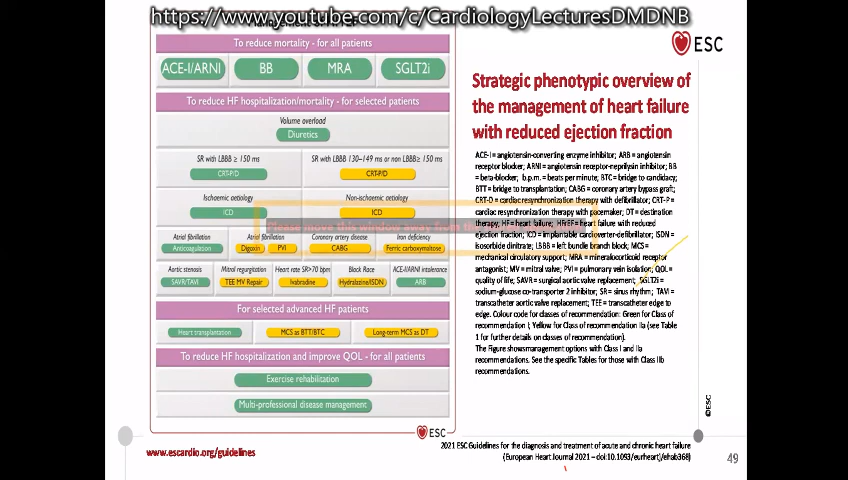 https://www.youtube.com/c/CardiologyLecturesDMDNB
To reduce mortality - for all patients
ACE-I/ARNI BB MRA SGLT2i
To reduce HF hospitalization/mortality - for selected patients
Volume overload
Diuretics
SR with LBBB ≥ 150 ms SR with LBBB 130–149 ms or non LBBB ≥ 150 ms
CRT-P/D CRT-P/D
Ischaemic aetiology Non-ischaemic aetiology
ICD ICD
Please move this window away from the
Atrial fibrillation Atrial fibrillation Coronary artery disease Iron deficiency
Anticoagulation Digoxin PVI CABG Ferric carboxymaltose
Aortic stenosis Mitral regurgitation Heart rate SR>70 bpm Black Race ACE-I/ARNI intolerance
SAVR/TAVI TEE MV Repair Ivabradine Hydralazine/ISDN ARB
For selected advanced HF patients
Heart transplantation MCS as BTT/BTC Long-term MCS as DT
To reduce HF hospitalization and improve QOL - for all patients
Exercise rehabilitation
Multi-professional disease management
ESC
ESC
Strategic phenotypic overview of
the management of heart failure
with reduced ejection fraction
ACE-I = angiotensin-converting enzyme inhibitor; ARB = angiotensin
receptor blocker; ARNI = angiotensin receptor-neprilysin inhibitor; BB
= beta-blocker; b.p.m. = beats per minute; BTC = bridge to candidacy;
BTT = bridge to transplantation; CABG = coronary artery bypass graft;
CRT-D = cardiac resynchronization therapy with defibrillator; CRT-P =
cardiac resynchronization therapy with pacemaker; DT = destination
therapy; HF = heart failure; HFrEF = heart failure with reduced
ejection fraction; ICD = implantable cardioverter-defibrillator; ISDN =
isosorbide dinitrate; LBBB = left bundle branch block; MCS =
mechanical circulatory support; MRA = mineralocorticoid receptor
antagonist; MV = mitral valve; PVI = pulmonary vein isolation; QOL =
quality of life; SAVR = surgical aortic valve replacement; SGLT2i =
sodium-glucose co-transporter 2 inhibitor; SR = sinus rhythm; TAVI =
transcatheter aortic valve replacement; TEE = transcatheter edge to
edge. Colour code for classes of recommendation: Green for Class of
recommendation I; Yellow for Class of recommendation IIa (see Table
1 for further details on classes of recommendation).
The Figure showsmanagement options with Class I and IIa
recommendations. See the specific Tables for those with Class IIb
recommendations.
©ESC
www.escardio.org/guidelines
2021 ESC Guidelines for the diagnosis and treatment of acute and chronic heart failure
(European Heart Journal 2021 – doi:10.1093/eurheartj/ehab368)
49